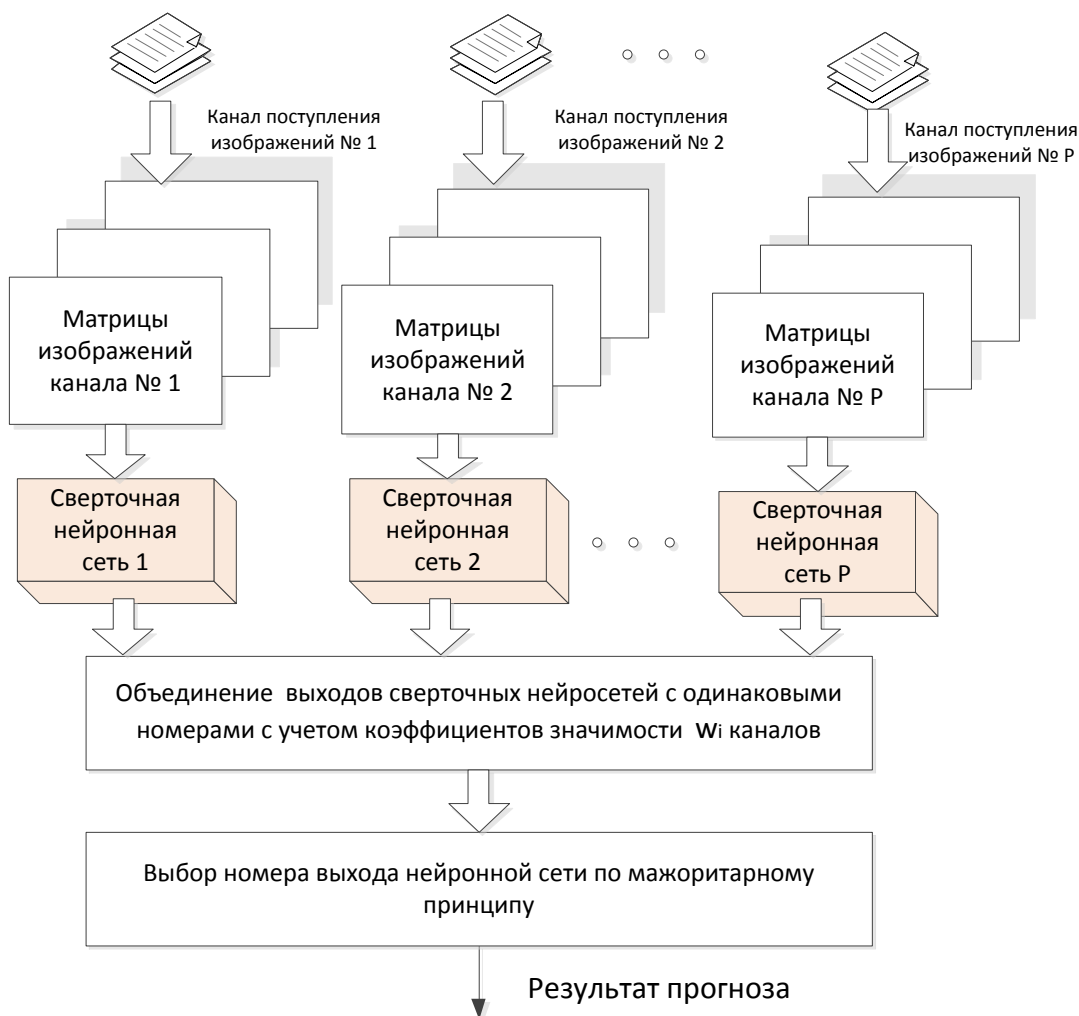 Канал поступления
изображений № 1
Канал поступления
изображений № 2
Канал поступления
изображений № P
Матрицы
изображений
канала № 1
Матрицы
изображений
канала № 2
Матрицы
изображений
канала № P
Сверточная
нейронная
сеть 1
Сверточная
нейронная
сеть 2
Сверточная
нейронная
сеть P
Объединение выходов сверточных нейросетей с одинаковыми
номерами с учетом коэффициентов значимости wi каналов
Выбор номера выхода нейронной сети по мажоритарному
принципу
Результат прогноза